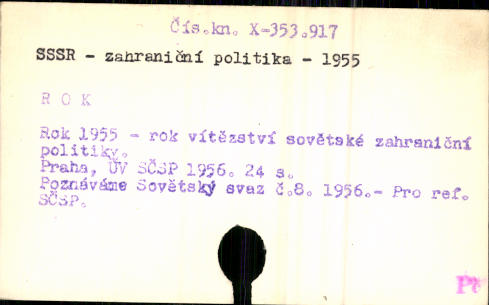 Čís.kn. X-353.917
SSSR - zahraniční politika - 1955
R O K
Rok 1955 - rok vítězství sovětské zahraniční
politiky.
Praha, ÚV SČSP 1956. 24 s.
Poznáváme Sovětský svaz č.8. 1956.- Pro ref.
SČSP.